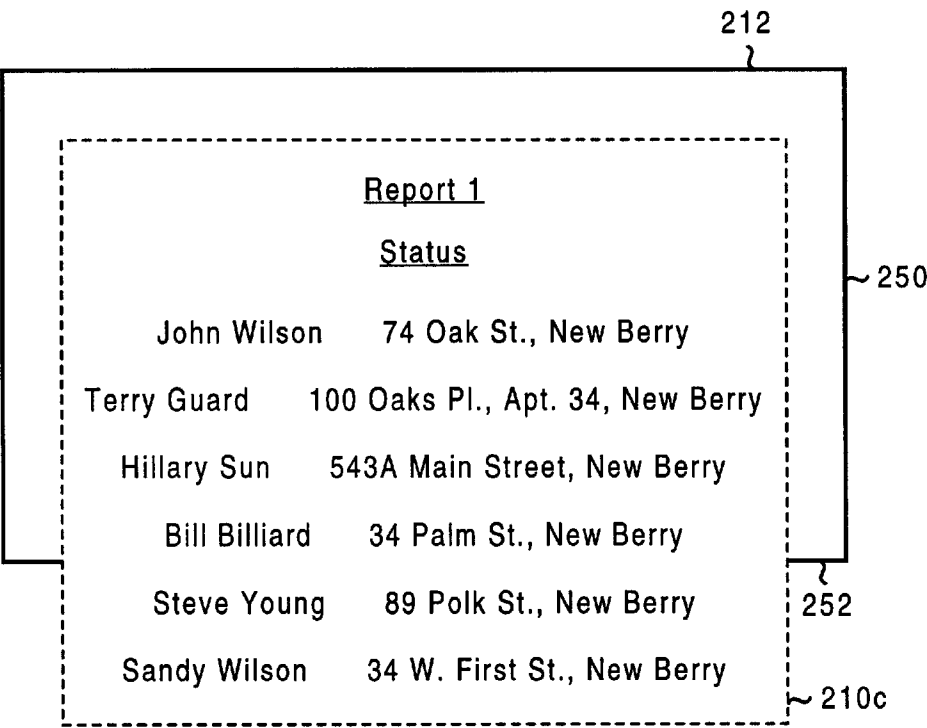 212
Report 1
Status
250
John Wilson 74 Oak St., New Berry
Terry Guard 100 Oaks Pl., Apt. 34, New Berry
Hillary Sun 543A Main Street, New Berry
Bill Billiard 34 Palm St., New Berry
252
Steve Young 89 Polk St., New Berry
Sandy Wilson 34 W. First St., New Berry
210c